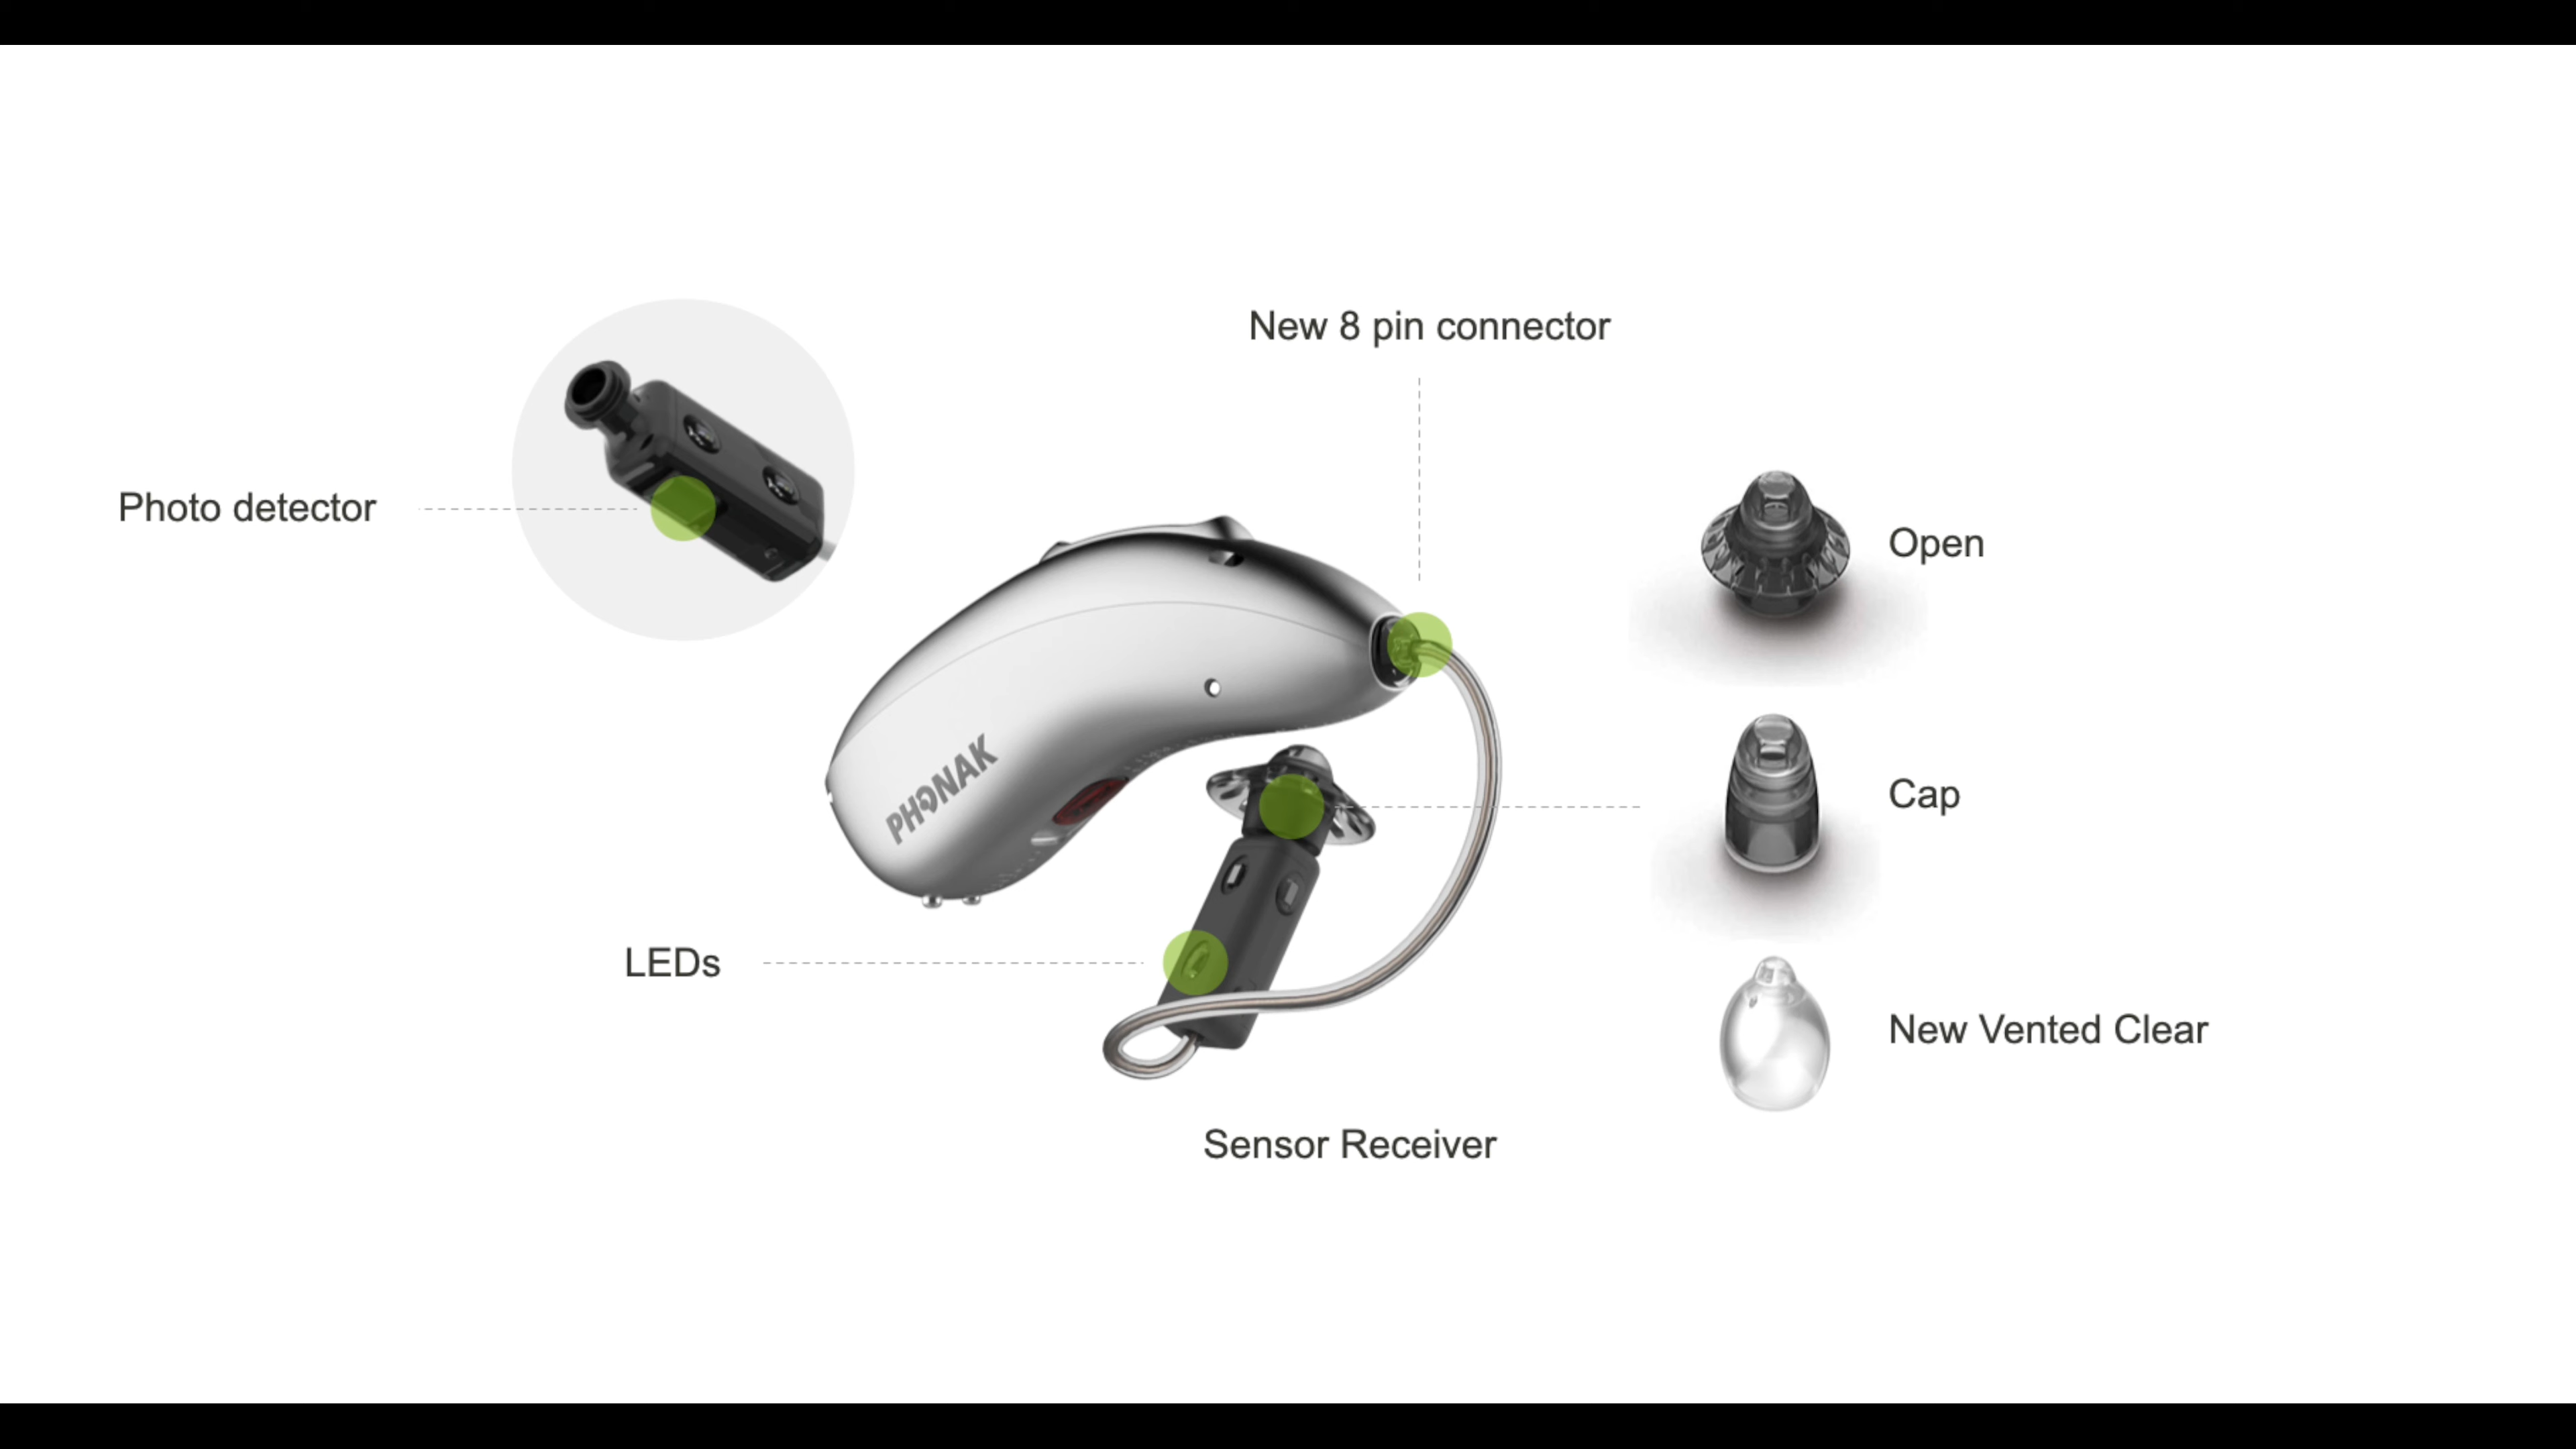 New 8 pin connector
Photo detector
Open
PHONAK
Cap
LEDs
New Vented Clear
Sensor Receiver